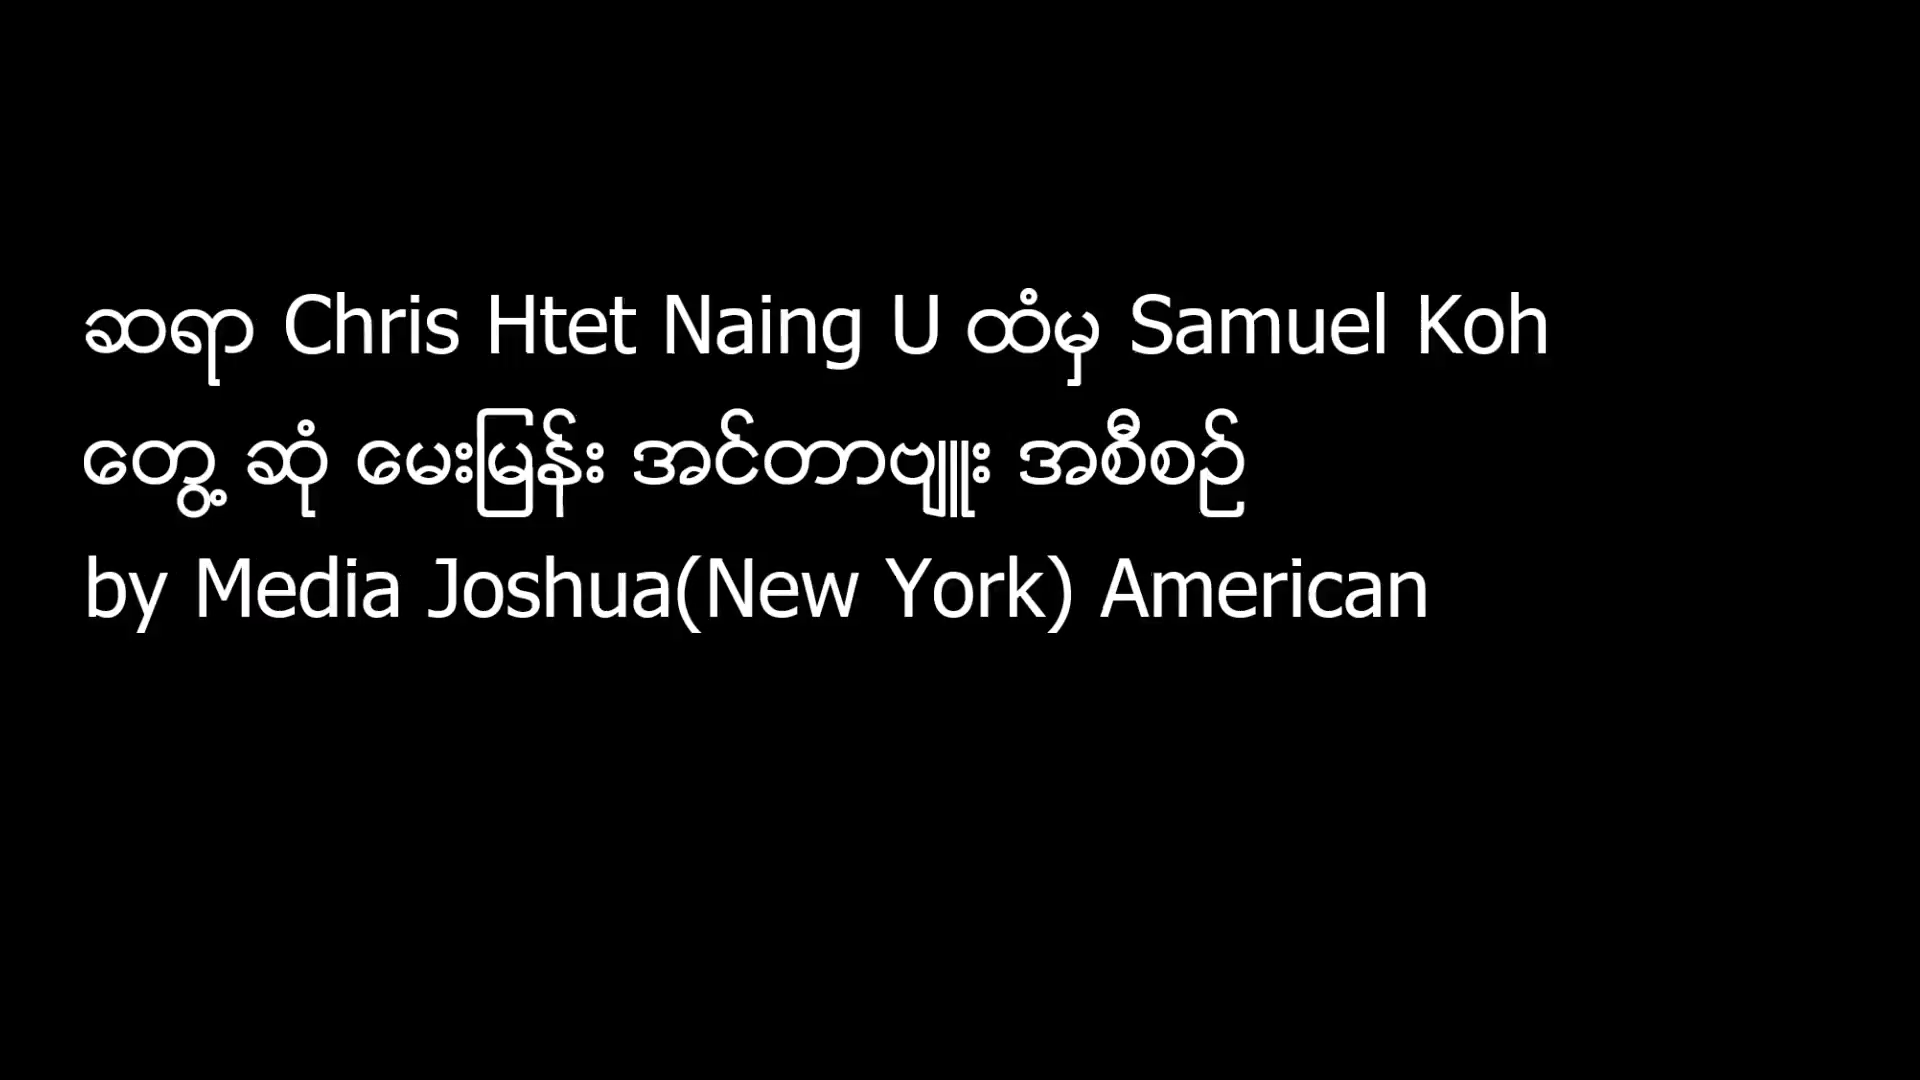 ဆရာ Chris Htet Naing U ထံမှ Samuel Koh
တွေ့ ဆုံ မေးမြန်း အင်တာဗျူး အစီစဉ်
by Media Joshua(New York) American